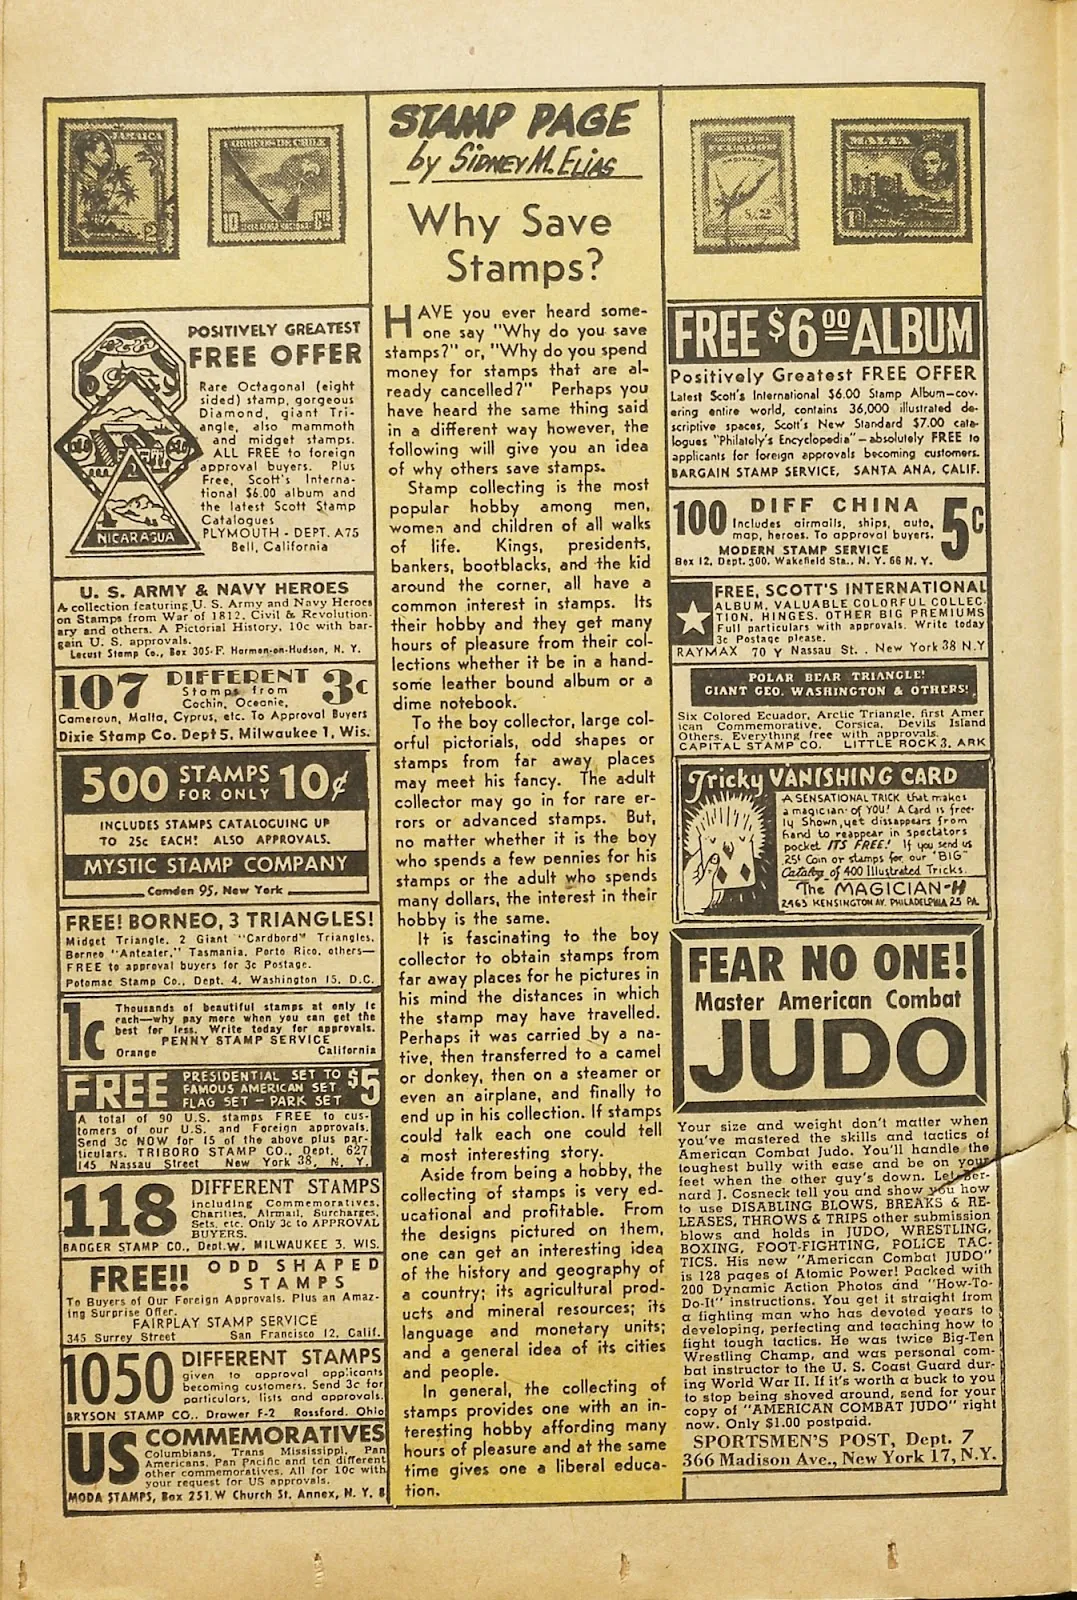 JAMAICA
2
CORREOS DE CHILE
10 CTS
LINEA AEREA NACIONAL
POSITIVELY GREATEST
FREE OFFER
Rare Octagonal (eight
sided) stamp, gorgeous
Diamond, giant Tri-
angle, also mammoth
and midget stamps.
ALL FREE to foreign
approval buyers. Plus
Free, Scott's Interna-
tional $6.00 album and
the latest Scott Stamp
Catalogues
PLYMOUTH - DEPT. A75
Bell, California
NICARAGUA
U. S. ARMY & NAVY HEROES
A collection featuring U. S. Army and Navy Heroes
on Stamps from War of 1812, Civil & Revolution-
ary and others. A Pictorial History, 10c with bar-
gain U. S. approvals.
Locust Stamp Co., Box 305-F. Harmon-on-Hudson, N. Y.
107 DIFFERENT 3c
Stamps from
Cochin, Oceanie,
Cameroun, Malta, Cyprus, etc. To Approval Buyers
Dixie Stamp Co. Dept 5, Milwaukee 1, Wis.
500 STAMPS FOR ONLY 10¢
INCLUDES STAMPS CATALOGUING UP
TO 25c EACH! ALSO APPROVALS.
MYSTIC STAMP COMPANY
Camden 95, New York
FREE! BORNEO, 3 TRIANGLES!
Midget Triangle, 2 Giant "Cardbord" Triangles,
Borneo "Anteater," Tasmania, Porto Rico, others—
FREE to approval buyers for 3c Postage.
Potomac Stamp Co., Dept. 4, Washington 15, D.C.
1c Thousands of beautiful stamps at only 1c
each—why pay more when you can get the
best for less. Write today for approvals.
PENNY STAMP SERVICE
Orange California
FREE PRESIDENTIAL SET TO $5
FAMOUS AMERICAN SET
FLAG SET - PARK SET
A total of 90 U.S. stamps FREE to cus-
tomers of our U.S. and Foreign approvals.
Send 3c NOW for 15 of the above plus par-
ticulars. TRIBORO STAMP CO., Dept. 627
145 Nassau Street New York 38, N. Y.
118 DIFFERENT STAMPS
Including Commemoratives,
Charities, Airmail, Surcharges,
Sets, etc. Only 3c to APPROVAL
BUYERS.
BADGER STAMP CO., Dept. W, MILWAUKEE 3, WIS.
FREE!! ODD SHAPED
STAMPS
To Buyers of Our Foreign Approvals. Plus an Amaz-
ing Surprise Offer.
FAIRPLAY STAMP SERVICE
345 Surrey Street San Francisco 12, Calif.
1050 DIFFERENT STAMPS
given to approval applicants
becoming customers. Send 3c for
particulars, lists and approvals.
BRYSON STAMP CO., Drawer F-2 Rossford, Ohio
US COMMEMORATIVES
Columbians, Trans Mississippi, Pan
Americans, Pan Pacific and ten different
other commemoratives. All for 10c with
your request for US approvals.
MODA STAMPS, Box 251 W Church St. Annex, N. Y. 8
STAMP PAGE
by SIDNEY M. ELIAS
Why Save
Stamps?
HAVE you ever heard some-
one say "Why do you save
stamps?" or, "Why do you spend
money for stamps that are al-
ready cancelled?" Perhaps you
have heard the same thing said
in a different way however, the
following will give you an idea
of why others save stamps.
Stamp collecting is the most
popular hobby among men,
women and children of all walks
of life. Kings, presidents,
bankers, bootblacks, and the kid
around the corner, all have a
common interest in stamps. Its
their hobby and they get many
hours of pleasure from their col-
lections whether it be in a hand-
some leather bound album or a
dime notebook.
To the boy collector, large col-
orful pictorials, odd shapes or
stamps from far away places
may meet his fancy. The adult
collector may go in for rare er-
rors or advanced stamps. But,
no matter whether it is the boy
who spends a few pennies for his
stamps or the adult who spends
many dollars, the interest in their
hobby is the same.
It is fascinating to the boy
collector to obtain stamps from
far away places for he pictures in
his mind the distances in which
the stamp may have travelled.
Perhaps it was carried by a na-
tive, then transferred to a camel
or donkey, then on a steamer or
even an airplane, and finally to
end up in his collection. If stamps
could talk each one could tell
a most interesting story.
Aside from being a hobby, the
collecting of stamps is very ed-
ucational and profitable. From
the designs pictured on them,
one can get an interesting idea
of the history and geography of
a country; its agricultural prod-
ucts and mineral resources; its
language and monetary units;
and a general idea of its cities
and people.
In general, the collecting of
stamps provides one with an in-
teresting hobby affording many
hours of pleasure and at the same
time gives one a liberal educa-
tion.
ECUADOR
S/.2
MALTA
FREE $6.00 ALBUM
Positively Greatest FREE OFFER
Latest Scott's International $6.00 Stamp Album—cov-
ering entire world, contains 36,000 illustrated de-
scriptive spaces, Scott's New Standard $7.00 cata-
logues "Philately's Encyclopedia"—absolutely FREE to
applicants for foreign approvals becoming customers.
BARGAIN STAMP SERVICE, SANTA ANA, CALIF.
100 DIFF CHINA 5c
Includes airmails, ships, auto,
map, heroes. To approval buyers.
MODERN STAMP SERVICE
Box 12, Dept. 300, Wakefield Sta., N. Y. 66 N. Y.
FREE, SCOTT'S INTERNATIONAL
ALBUM, VALUABLE COLORFUL COLLEC-
TION, HINGES. OTHER BIG PREMIUMS
Full particulars with approvals. Write today
3c Postage please.
RAYMAX 70 Y Nassau St. . New York 38 N.Y
POLAR BEAR TRIANGLE!
GIANT GEO. WASHINGTON & OTHERS!
Six Colored Ecuador, Arctic Triangle, first Amer
ican Commemorative, Corsica, Devils Island
Others. Everything free with approvals.
CAPITAL STAMP CO. LITTLE ROCK 3, ARK
Tricky VANISHING CARD
A SENSATIONAL TRICK that makes
a magician of YOU! A Card is free-
ly Shown, yet dissappears from
hand to reappear in spectators
pocket IT'S FREE! If you send us
25¢ Coin or stamps for our "BIG"
Catalog of 400 Illustrated Tricks.
The MAGICIAN-H
2463 KENSINGTON AV. PHILADELPHIA 25 PA.
FEAR NO ONE!
Master American Combat
JUDO
Your size and weight don't matter when
you've mastered the skills and tactics of
American Combat Judo. You'll handle the
toughest bully with ease and be on your
feet when the other guy's down. Let Ber-
nard J. Cosneck tell you and show you how
to use DISABLING BLOWS, BREAKS & RE-
LEASES, THROWS & TRIPS other submission
blows and holds in JUDO, WRESTLING,
BOXING, FOOT-FIGHTING, POLICE TAC-
TICS. His new "American Combat JUDO"
is 128 pages of Atomic Power! Packed with
200 Dynamic Action Photos and "How-To-
Do-It" instructions. You get it straight from
a fighting man who has devoted years to
developing, perfecting and teaching how to
fight tough tactics. He was twice Big-Ten
Wrestling Champ, and was personal com-
bat instructor to the U. S. Coast Guard dur-
ing World War II. If it's worth a buck to you
to stop being shoved around, send for your
copy of "AMERICAN COMBAT JUDO" right
now. Only $1.00 postpaid.
SPORTSMEN'S POST, Dept. 7
366 Madison Ave., New York 17, N.Y.